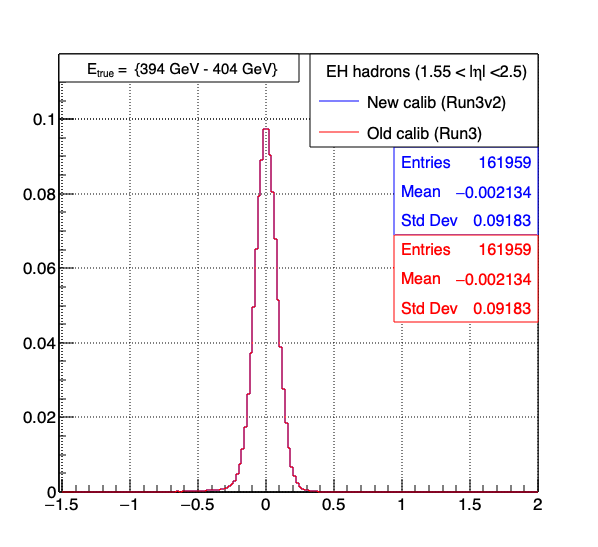 E_true = {394 GeV - 404 GeV}
EH hadrons (1.55 < |η| <2.5)
New calib (Run3v2)
Old calib (Run3)
Entries 161959
Mean −0.002134
Std Dev 0.09183
Entries 161959
Mean −0.002134
Std Dev 0.09183
0.1
0.08
0.06
0.04
0.02
0
−1.5 −1 −0.5 0 0.5 1 1.5 2